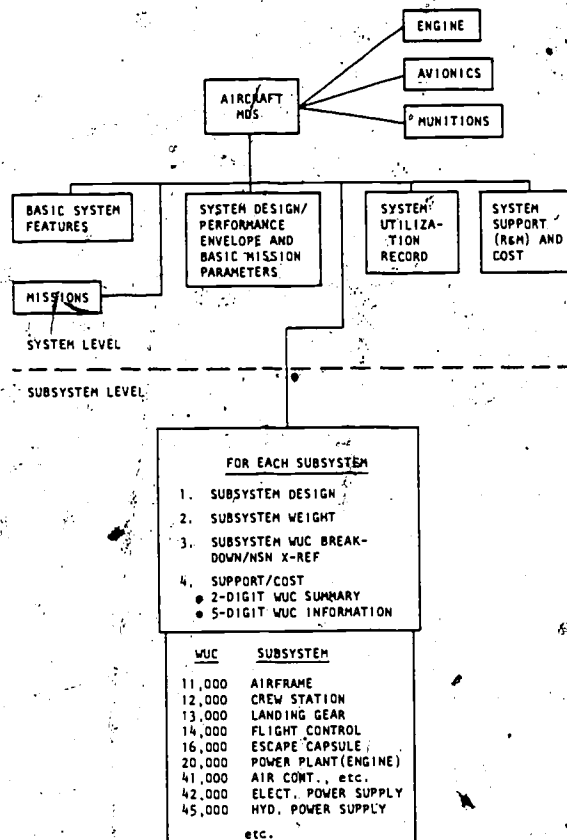 ENGINE
AVIONICS
MUNITIONS
AIRCRAFT
MDS
BASIC SYSTEM
FEATURES
SYSTEM DESIGN/
PERFORMANCE
ENVELOPE AND
BASIC MISSION
PARAMETERS
SYSTEM
UTILIZA-
TION
RECORD
SYSTEM
SUPPORT
(R&M) AND
COST
MISSIONS
SYSTEM LEVEL
SUBSYSTEM LEVEL
FOR EACH SUBSYSTEM
1. SUBSYSTEM DESIGN
2. SUBSYSTEM WEIGHT
3. SUBSYSTEM WUC BREAK-
DOWN/NSN X-REF
4. SUPPORT/COST
● 2-DIGIT WUC SUMMARY
● 5-DIGIT WUC INFORMATION
WUC SUBSYSTEM
11,000 AIRFRAME
12,000 CREW STATION
13,000 LANDING GEAR
14,000 FLIGHT CONTROL
16,000 ESCAPE CAPSULE
20,000 POWER PLANT(ENGINE)
41,000 AIR CONT., etc.
42,000 ELECT. POWER SUPPLY
45,000 HYD. POWER SUPPLY
etc.